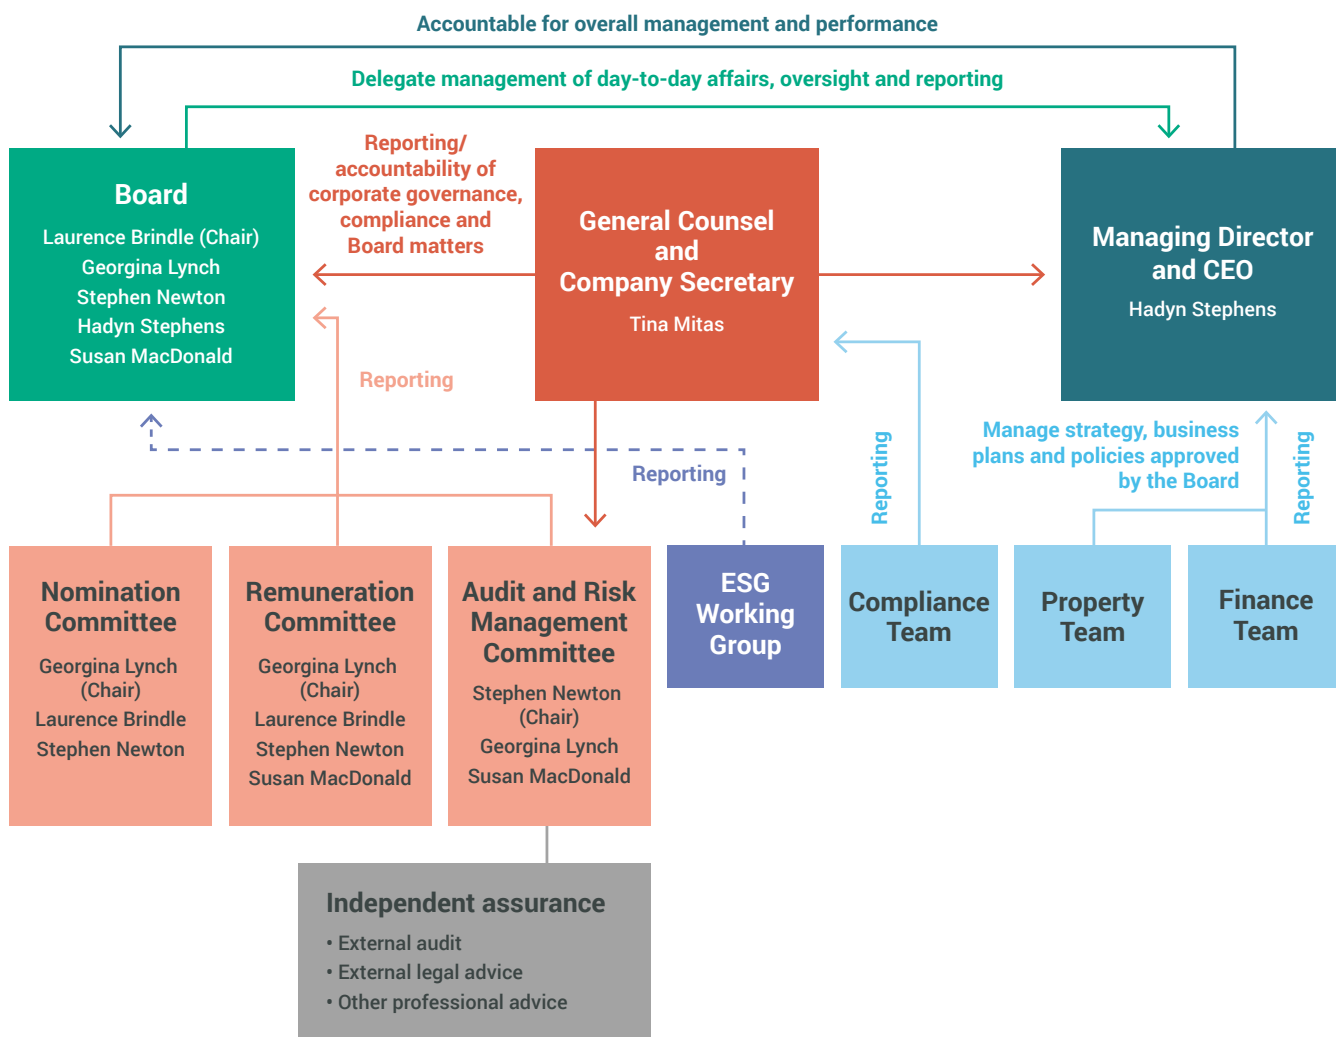 Accountable for overall management and performance
Delegate management of day-to-day affairs, oversight and reporting
Board
Laurence Brindle (Chair)
Georgina Lynch
Stephen Newton
Hadyn Stephens
Susan MacDonald
Reporting/
accountability of
corporate governance,
compliance and
Board matters
General Counsel
and
Company Secretary
Tina Mitas
Managing Director
and CEO
Hadyn Stephens
Reporting
Reporting
Reporting
Manage strategy, business
plans and policies approved
by the Board
Reporting
Nomination
Committee
Georgina Lynch
(Chair)
Laurence Brindle
Stephen Newton
Remuneration
Committee
Georgina Lynch
(Chair)
Laurence Brindle
Stephen Newton
Susan MacDonald
Audit and Risk
Management
Committee
Stephen Newton
(Chair)
Georgina Lynch
Susan MacDonald
ESG
Working
Group
Compliance
Team
Property
Team
Finance
Team
Independent assurance
• External audit
• External legal advice
• Other professional advice